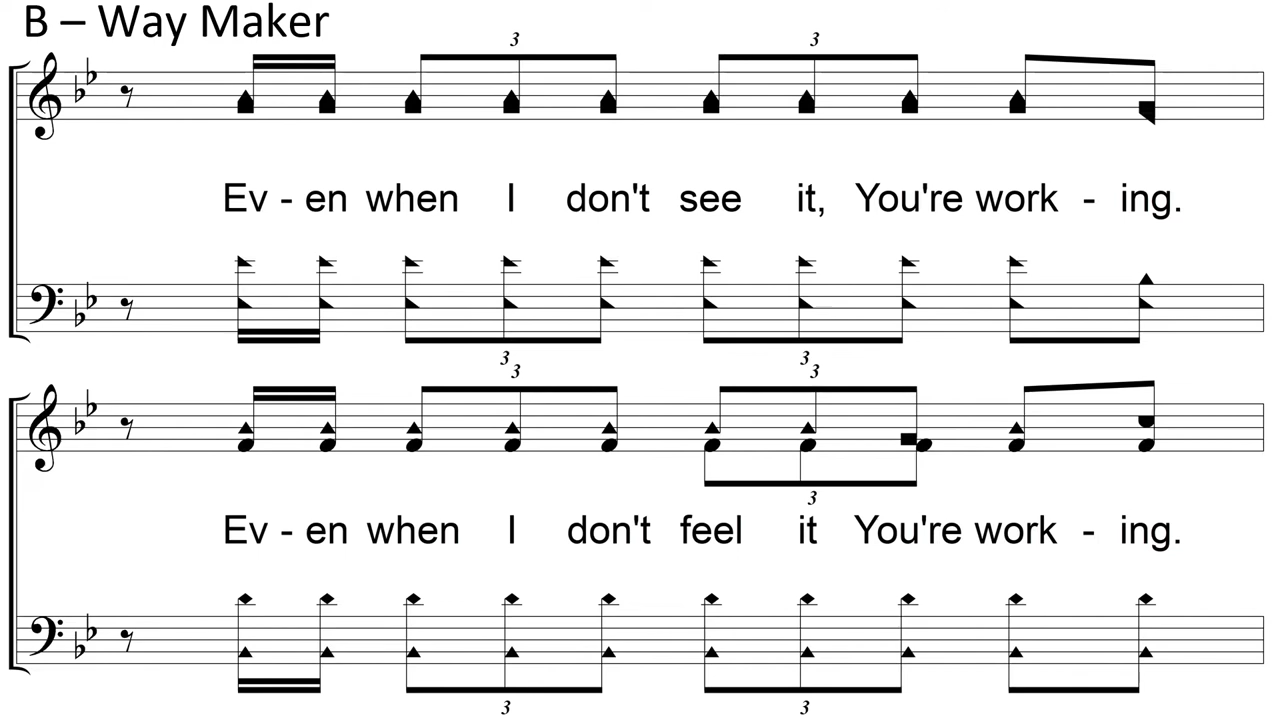 B – Way Maker
3 3
Ev - en when I don't see it, You're work - ing.
3 3
3 3
3
Ev - en when I don't feel it You're work - ing.
3 3